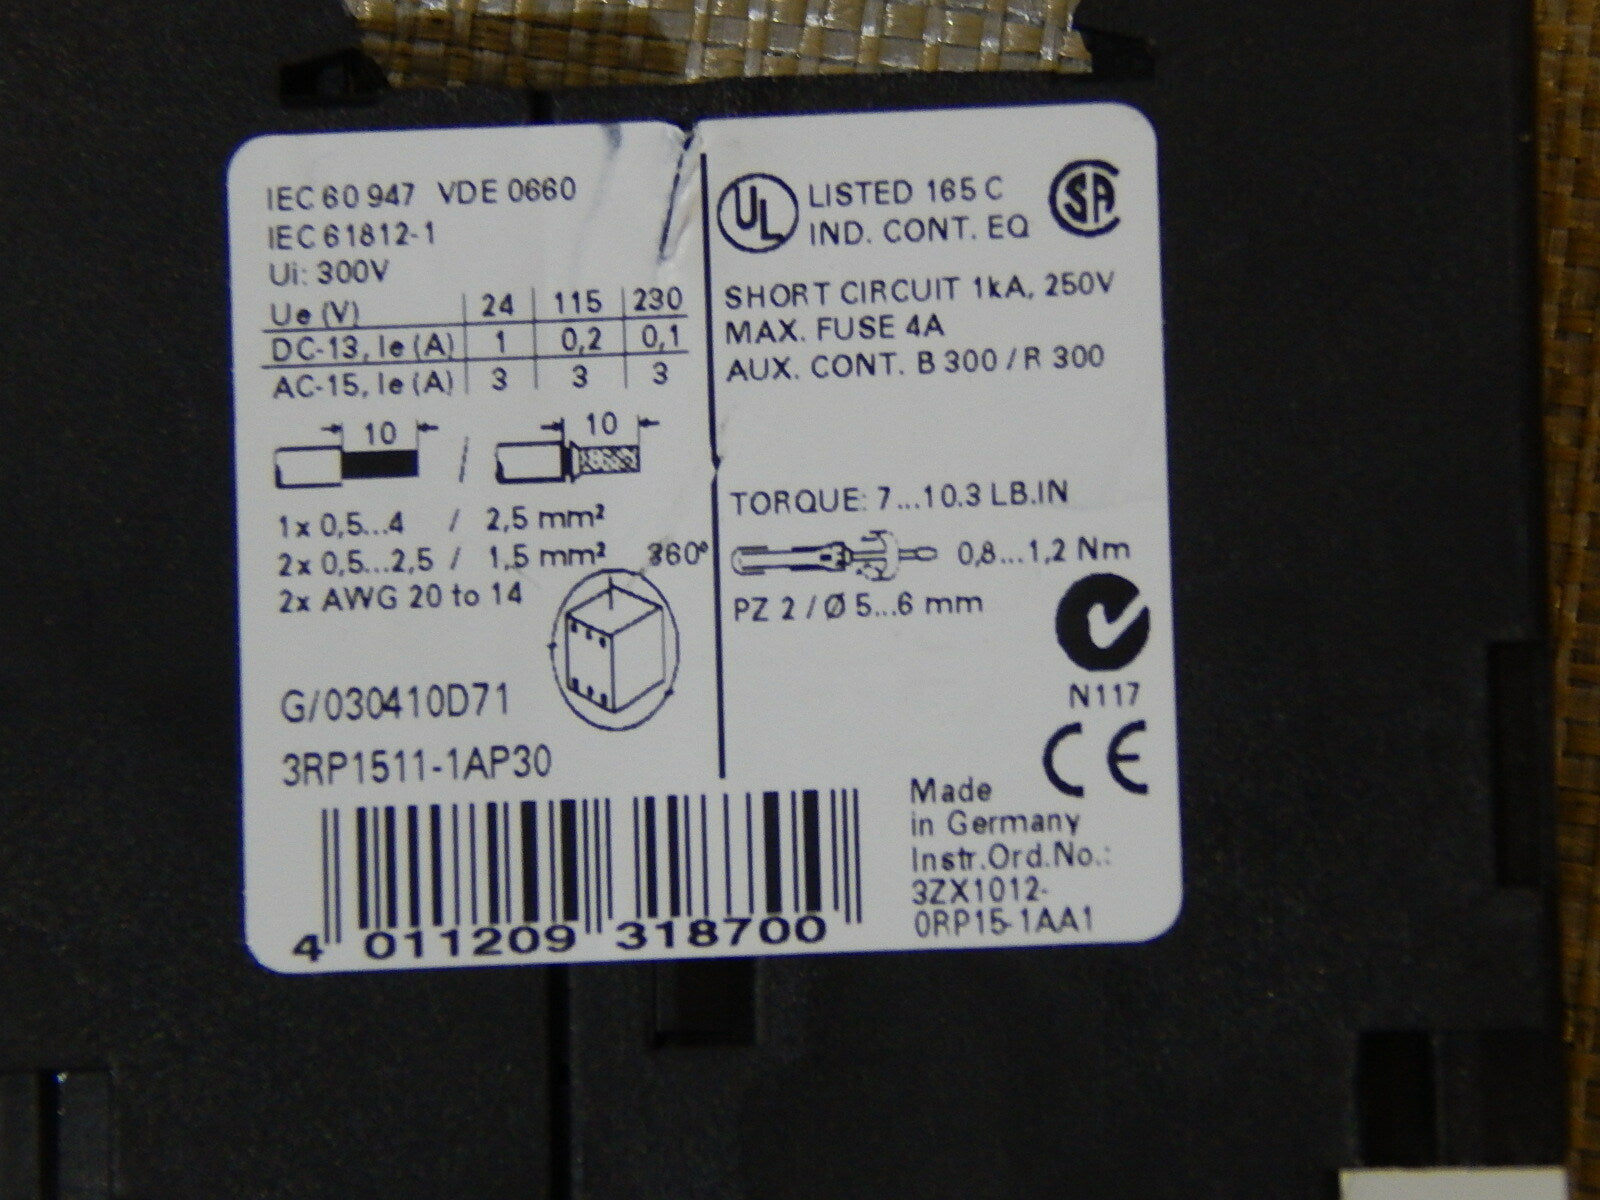 IEC 60 947 VDE 0660
IEC 61812-1
Ui: 300V
Ue (V) 24 115 230
DC-13, Ie (A) 1 0,2 0,1
AC-15, Ie (A) 3 3 3
10 / 10
1x 0,5...4 / 2,5 mm²
2x 0,5...2,5 / 1,5 mm²
360°
2x AWG 20 to 14
G/030410D71
3RP1511-1AP30
4 011209 318700
UL LISTED 165 C
IND. CONT. EQ
SA
SHORT CIRCUIT 1kA, 250V
MAX. FUSE 4A
AUX. CONT. B 300 / R 300
TORQUE: 7...10.3 LB.IN
0,8...1,2 Nm
PZ 2 / Ø 5...6 mm
N117
CE
Made
in Germany
Instr.Ord.No.:
3ZX1012-
0RP15-1AA1